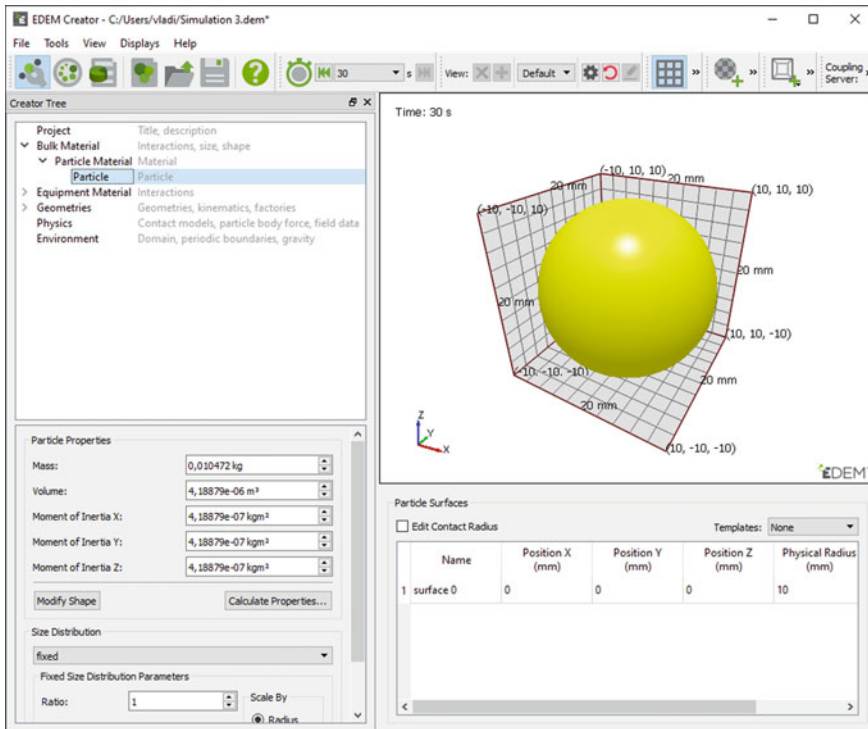 EDEM Creator - C:/Users/vladi/Simulation 3.dem*
File Tools View Displays Help
30 s View: Default » » » Coupling Server:
Creator Tree
Project Title, description
Bulk Material Interactions, size, shape
Particle Material Material
Particle Particle
Equipment Material Interactions
Geometries Geometries, kinematics, factories
Physics Contact models, particle body force, field data
Environment Domain, periodic boundaries, gravity
Time: 30 s
(-10, 10, 10)
20 mm
20 mm
(10, 10, 10)
(-10, -10, 10)
20 mm
20 mm
(10, 10, -10)
(-10, -10, -10)
20 mm
20 mm
(10, -10, -10)
Z
Y
X
EDEM
Particle Properties
Mass: 0,010472 kg
Volume: 4,18879e-06 m³
Moment of Inertia X: 4,18879e-07 kgm²
Moment of Inertia Y: 4,18879e-07 kgm²
Moment of Inertia Z: 4,18879e-07 kgm²
Modify Shape Calculate Properties...
Size Distribution
fixed
Fixed Size Distribution Parameters
Ratio: 1 Scale By
Radius
Particle Surfaces
Edit Contact Radius Templates: None
Name Position X (mm) Position Y (mm) Position Z (mm) Physical Radius (mm)
1 surface 0 0 0 0 10